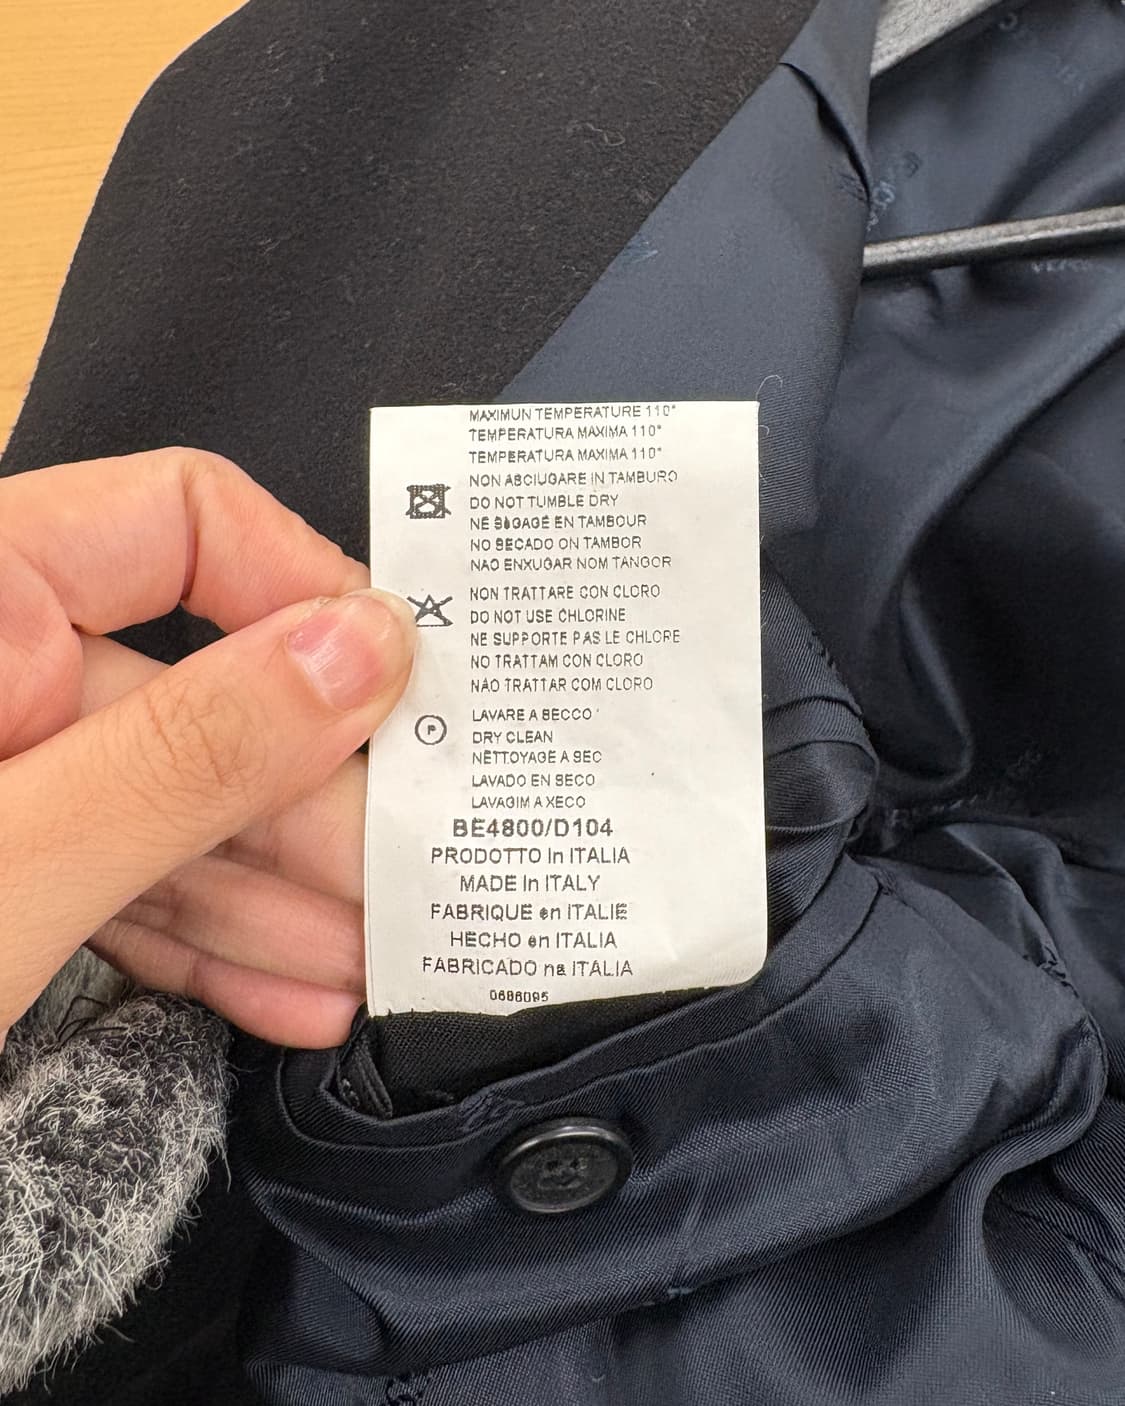 MAXIMUN TEMPERATURE 110°
TEMPERATURA MAXIMA 110°
TEMPERATURA MAXIMA 110°
NON ASCIUGARE IN TAMBURO
DO NOT TUMBLE DRY
NE SGAGE EN TAMBOUR
NO SECADO ON TAMBOR
NAO ENXUGAR NOM TANGOR
NON TRATTARE CON CLORO
DO NOT USE CHLORINE
NE SUPPORTE PAS LE CHLORE
NO TRATTAM CON CLORO
NÃO TRATTAR COM CLORO
P
LAVARE A SECCO
DRY CLEAN
NETTOYAGE A SEC
LAVADO EN SECO
LAVAGIM A XECO
BE4800/D104
PRODOTTO in ITALIA
MADE in ITALY
FABRIQUE en ITALIE
HECHO en ITALIA
FABRICADO na ITALIA
0686095